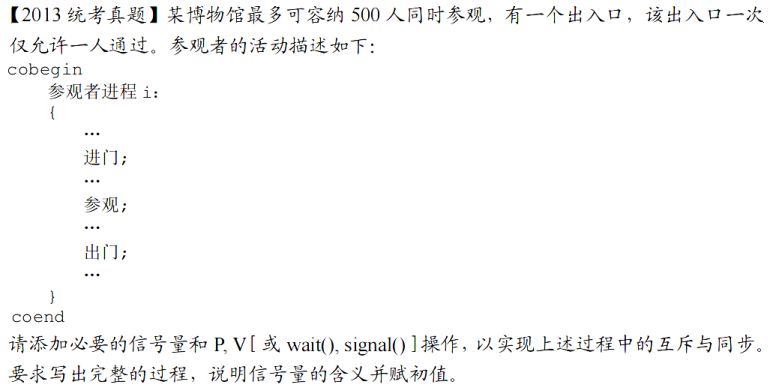 【2013 统考真题】某博物馆最多可容纳 500 人同时参观，有一个出入口，该出入口一次
仅允许一人通过。参观者的活动描述如下：
cobegin
参观者进程 i：
{
…
进门；
…
参观；
…
出门；
…
}
coend
请添加必要的信号量和 P, V[ 或 wait(), signal() ]操作，以实现上述过程中的互斥与同步。
要求写出完整的过程，说明信号量的含义并赋初值。